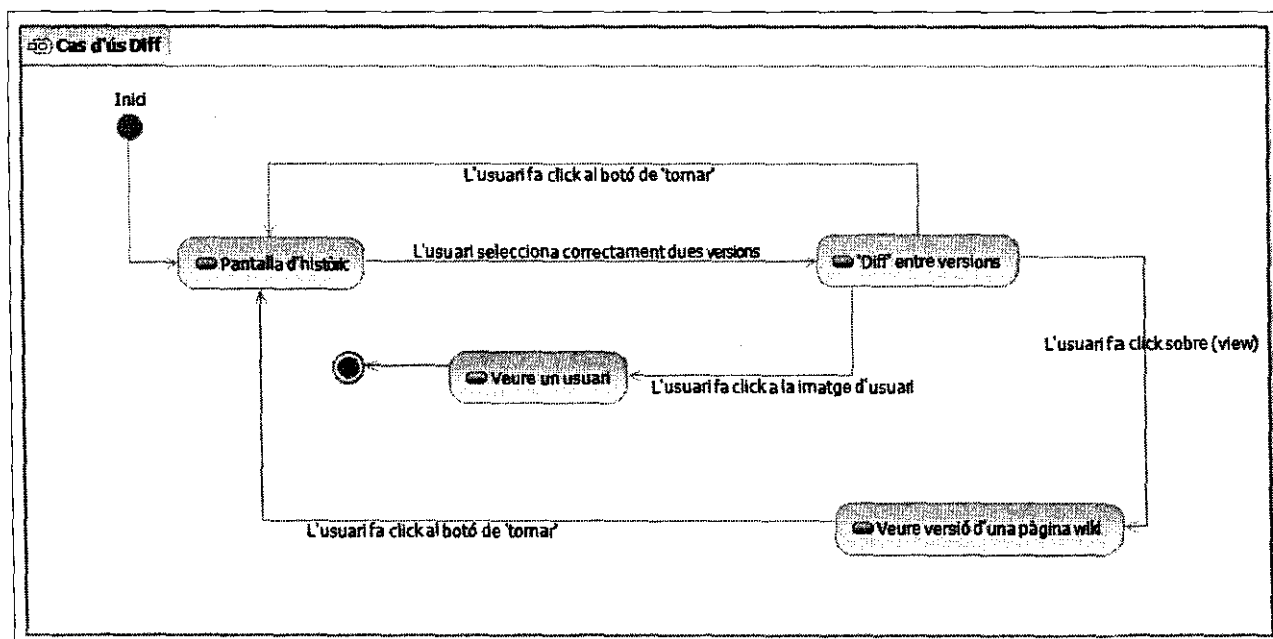 Cas d'ús Diff
Inici
L'usuari fa click al botó de 'tornar'
Pantalla d'històric
L'usuari selecciona correctament dues versions
'Diff' entre versions
L'usuari fa click sobre (view)
Veure un usuari
L'usuari fa click a la imatge d'usuari
L'usuari fa click al botó de 'tornar'
Veure versió d'una pàgina wiki